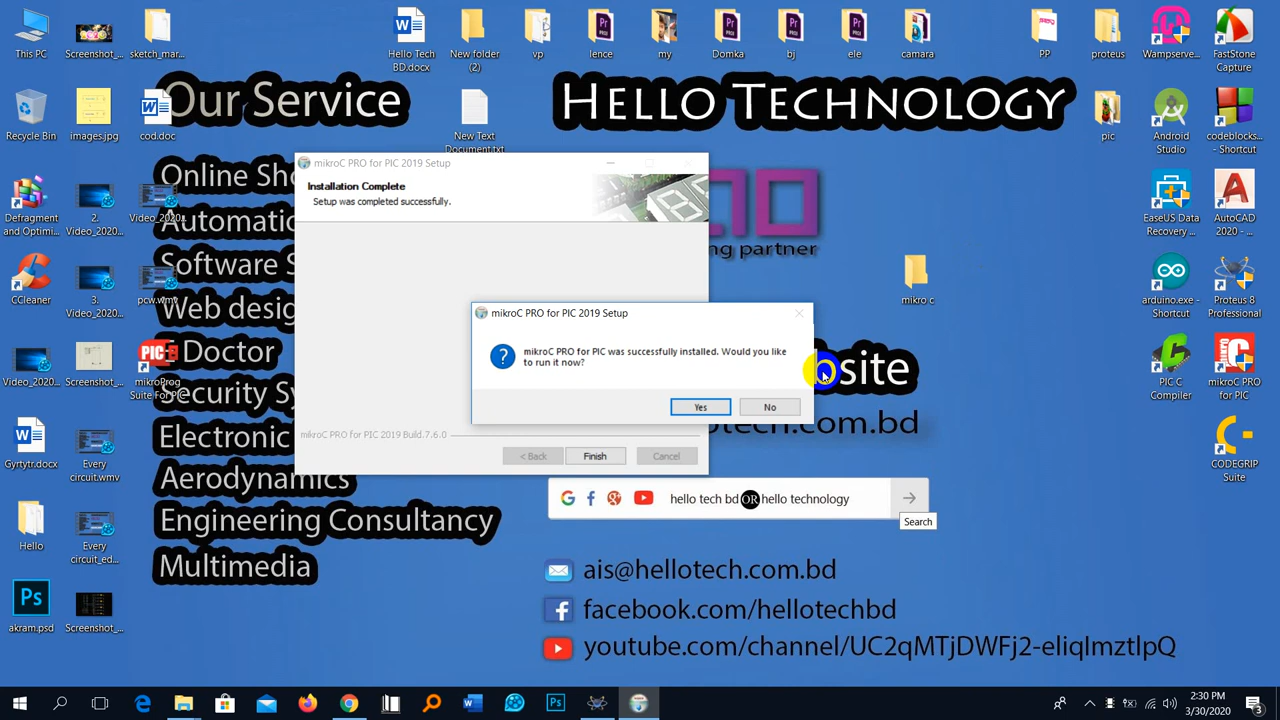 This PC
Screenshot_...
sketch_mar...
Hello Tech
BD.docx
New folder
(2)
vp
lence
my
Domka
bj
ele
camara
PP
proteus
Wampserve...
FastStone
Capture
Our Service
HELLO TECHNOLOGY
Recycle Bin
images.jpg
cod.doc
New Text
Document.txt
pic
Android
Studio
codeblocks...
- Shortcut
Online Sho
Automatic
Software S
Web desig
Doctor
Security Sy
Electronic
Aerodynamics
Engineering Consultancy
Multimedia
Defragment
and Optimi...
2.
Video_2020...
Video_2020...
CCleaner
3.
Video_2020...
pcw.wmv
Video_2020...
Screenshot_...
PIC
mikroProg
Suite For PIC
Gyrtytr.docx
Every
circuit.wmv
Hello
Every
circuit_ed...
Ps
akram.psd
Screenshot_...
mikroC PRO for PIC 2019 Setup
Installation Complete
Setup was completed successfully.
mikroC PRO for PIC 2019 Build.7.6.0
< Back
Finish
Cancel
mikroC PRO for PIC 2019 Setup
mikroC PRO for PIC was successfully installed. Would you like
to run it now?
Yes
No
ng partner
mikro c
bsite
otech.com.bd
EaseUS Data
Recovery ...
AutoCAD
2020 - ...
arduino.exe -
Shortcut
Proteus 8
Professional
PIC C
Compiler
mikroC PRO
for PIC
CODEGRIP
Suite
hello tech bd OR hello technology
Search
ais@hellotech.com.bd
facebook.com/hellotechbd
youtube.com/channel/UC2qMTjDWFj2-eliqImztlpQ
2:30 PM
3/30/2020
3